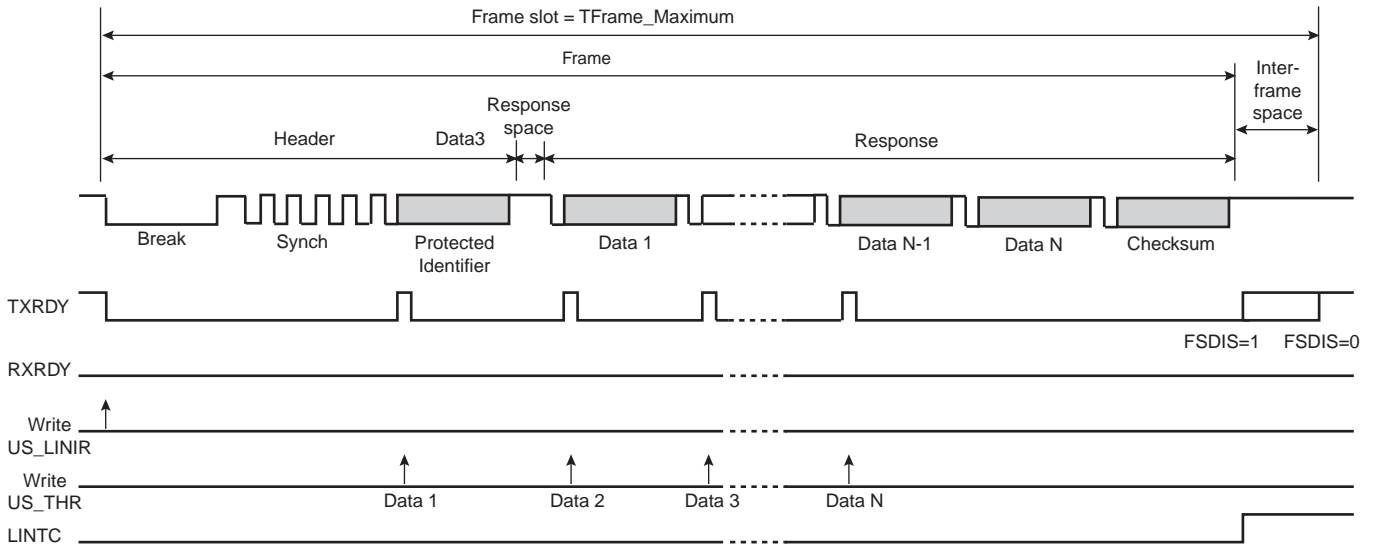 Frame slot = TFrame_Maximum
Frame
Inter-
frame
space
Response
space
Header
Data3
Response
Break
Synch
Protected
Identifier
Data 1
Data N-1
Data N
Checksum
TXRDY
FSDIS=1
FSDIS=0
RXRDY
Write
US_LINIR
Write
US_THR
Data 1
Data 2
Data 3
Data N
LINTC